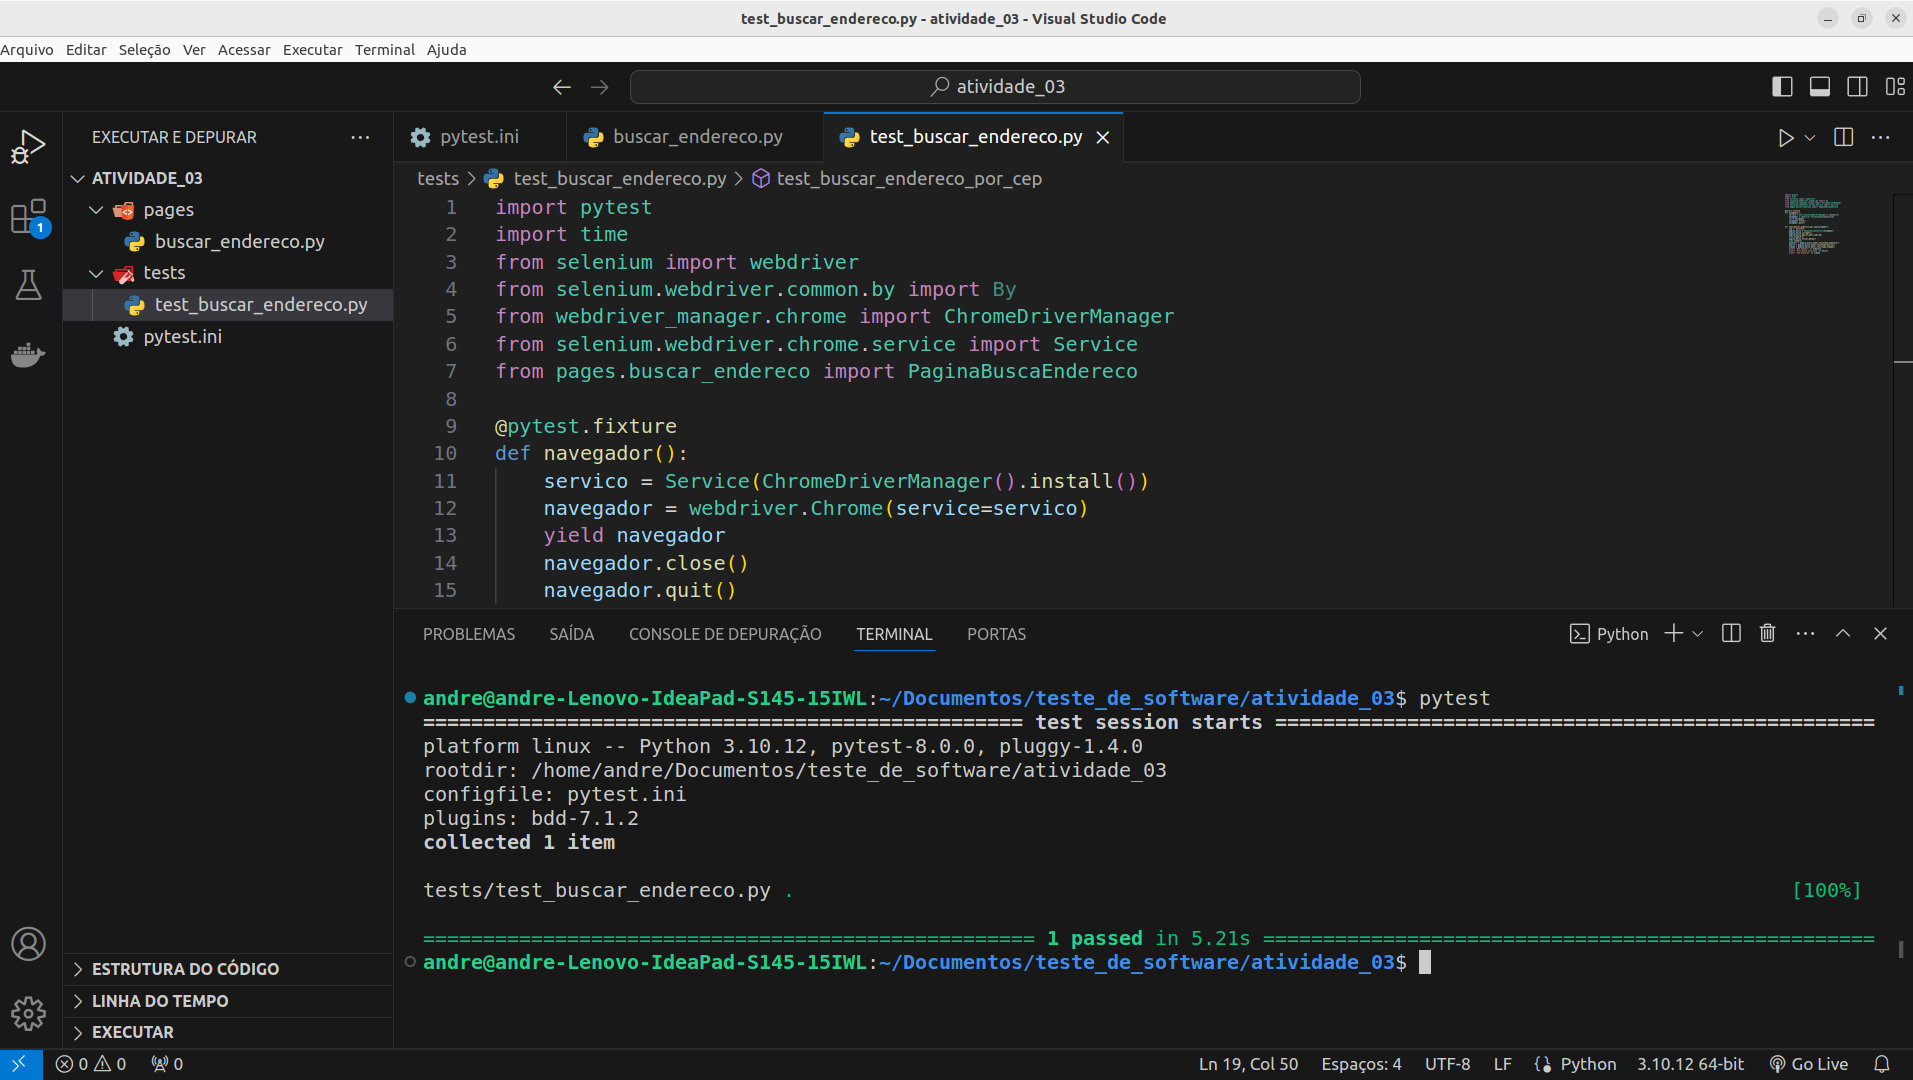 test_buscar_endereco.py - atividade_03 - Visual Studio Code
Arquivo Editar Seleção Ver Acessar Executar Terminal Ajuda
atividade_03
EXECUTAR E DEPURAR
ATIVIDADE_03
pages
buscar_endereco.py
tests
test_buscar_endereco.py
pytest.ini
1
ESTRUTURA DO CÓDIGO
LINHA DO TEMPO
EXECUTAR
pytest.ini buscar_endereco.py test_buscar_endereco.py
tests > test_buscar_endereco.py > test_buscar_endereco_por_cep
1 import pytest
2 import time
3 from selenium import webdriver
4 from selenium.webdriver.common.by import By
5 from webdriver_manager.chrome import ChromeDriverManager
6 from selenium.webdriver.chrome.service import Service
7 from pages.buscar_endereco import PaginaBuscaEndereco
8
9 @pytest.fixture
10 def navegador():
11     servico = Service(ChromeDriverManager().install())
12     navegador = webdriver.Chrome(service=servico)
13     yield navegador
14     navegador.close()
15     navegador.quit()
PROBLEMAS SAÍDA CONSOLE DE DEPURAÇÃO TERMINAL PORTAS
Python
andre@andre-Lenovo-IdeaPad-S145-15IWL:~/Documentos/teste_de_software/atividade_03$ pytest
================================================== test session starts ==================================================
platform linux -- Python 3.10.12, pytest-8.0.0, pluggy-1.4.0
rootdir: /home/andre/Documentos/teste_de_software/atividade_03
configfile: pytest.ini
plugins: bdd-7.1.2
collected 1 item
tests/test_buscar_endereco.py . [100%]
=================================================== 1 passed in 5.21s ===================================================
andre@andre-Lenovo-IdeaPad-S145-15IWL:~/Documentos/teste_de_software/atividade_03$
0 0 0
Ln 19, Col 50 Espaços: 4 UTF-8 LF Python 3.10.12 64-bit Go Live